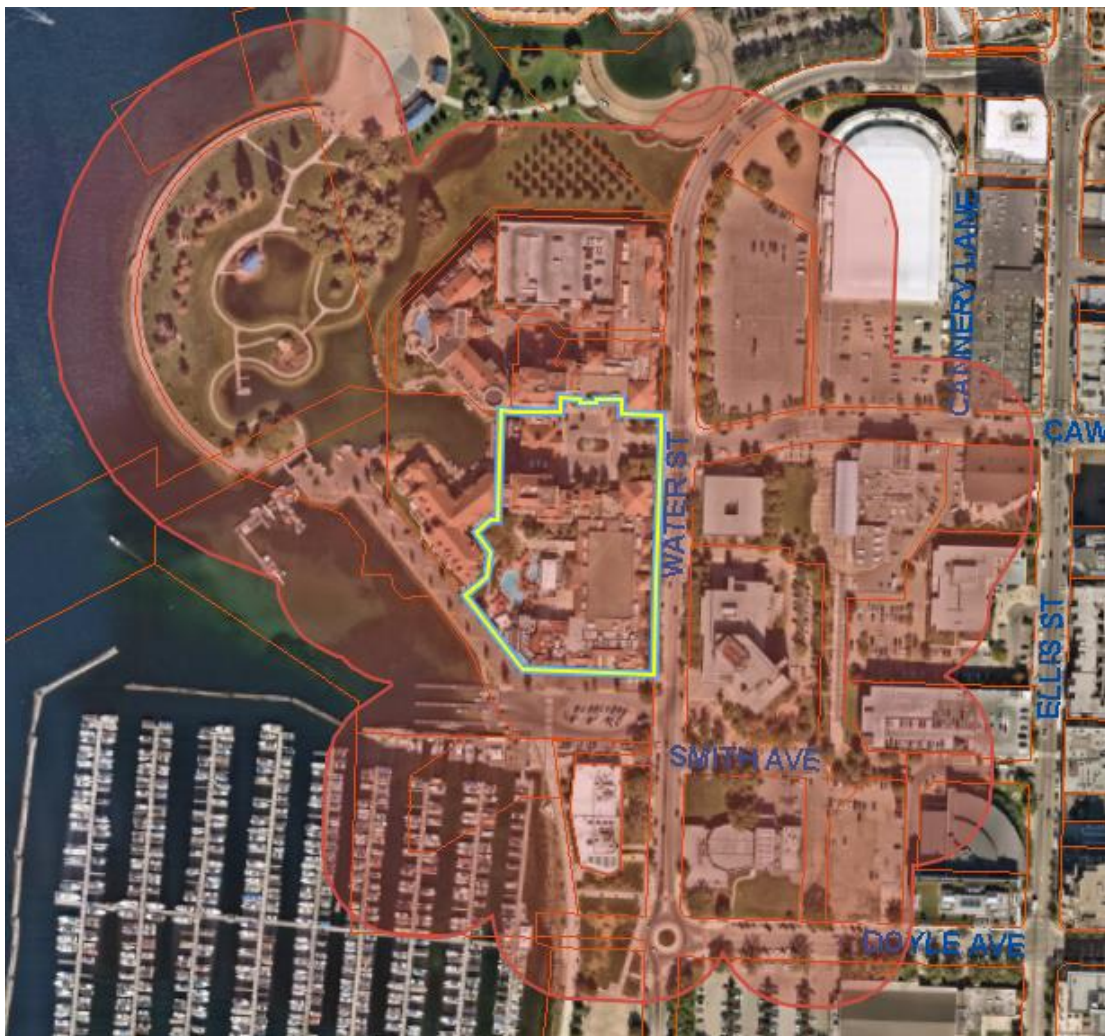 CANNERY LANE
CAW
WATER ST
ELLIS ST
SMITH AVE
DOYLE AVE